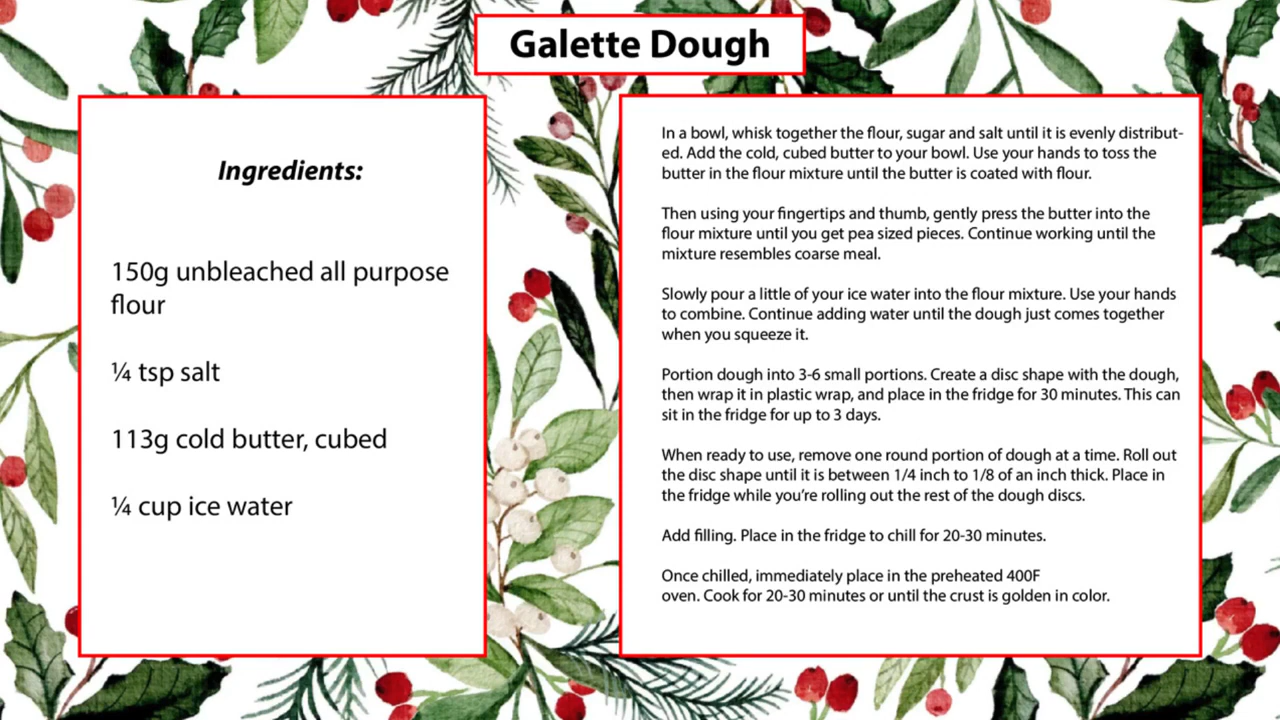 Galette Dough
Ingredients:
150g unbleached all purpose
flour
¼ tsp salt
113g cold butter, cubed
¼ cup ice water
In a bowl, whisk together the flour, sugar and salt until it is evenly distribut-
ed. Add the cold, cubed butter to your bowl. Use your hands to toss the
butter in the flour mixture until the butter is coated with flour.
Then using your fingertips and thumb, gently press the butter into the
flour mixture until you get pea sized pieces. Continue working until the
mixture resembles coarse meal.
Slowly pour a little of your ice water into the flour mixture. Use your hands
to combine. Continue adding water until the dough just comes together
when you squeeze it.
Portion dough into 3-6 small portions. Create a disc shape with the dough,
then wrap it in plastic wrap, and place in the fridge for 30 minutes. This can
sit in the fridge for up to 3 days.
When ready to use, remove one round portion of dough at a time. Roll out
the disc shape until it is between 1/4 inch to 1/8 of an inch thick. Place in
the fridge while you're rolling out the rest of the dough discs.
Add filling. Place in the fridge to chill for 20-30 minutes.
Once chilled, immediately place in the preheated 400F
oven. Cook for 20-30 minutes or until the crust is golden in color.